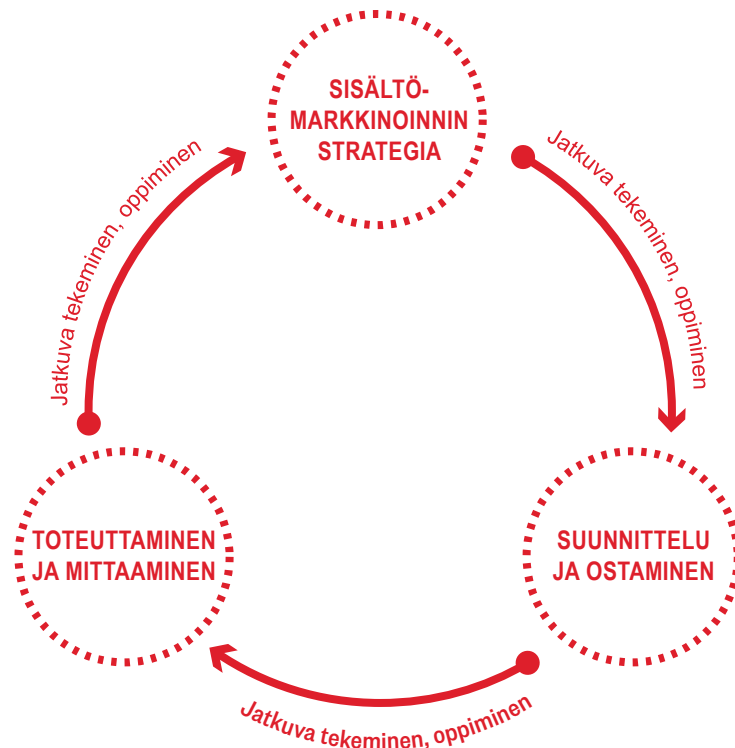 SISÄLTÖ-
MARKKINOINNIN
STRATEGIA
Jatkuva tekeminen, oppiminen
Jatkuva tekeminen, oppiminen
TOTEUTTAMINEN
JA MITTAAMINEN
SUUNNITTELU
JA OSTAMINEN
Jatkuva tekeminen, oppiminen